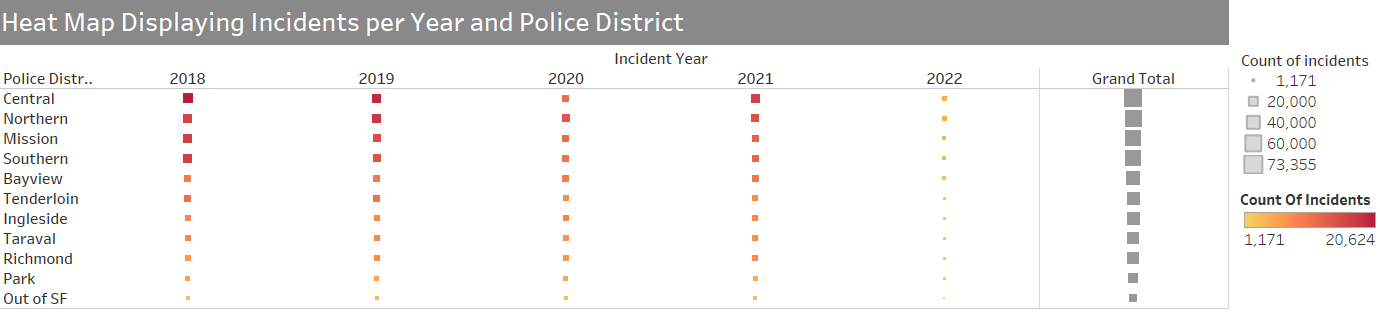 Heat Map Displaying Incidents per Year and Police District
Incident Year
Police Distr.. 2018 2019 2020 2021 2022 Grand Total
Central
Northern
Mission
Southern
Bayview
Tenderloin
Ingleside
Taraval
Richmond
Park
Out of SF
Count of incidents
1,171
20,000
40,000
60,000
73,355
Count Of Incidents
1,171 20,624